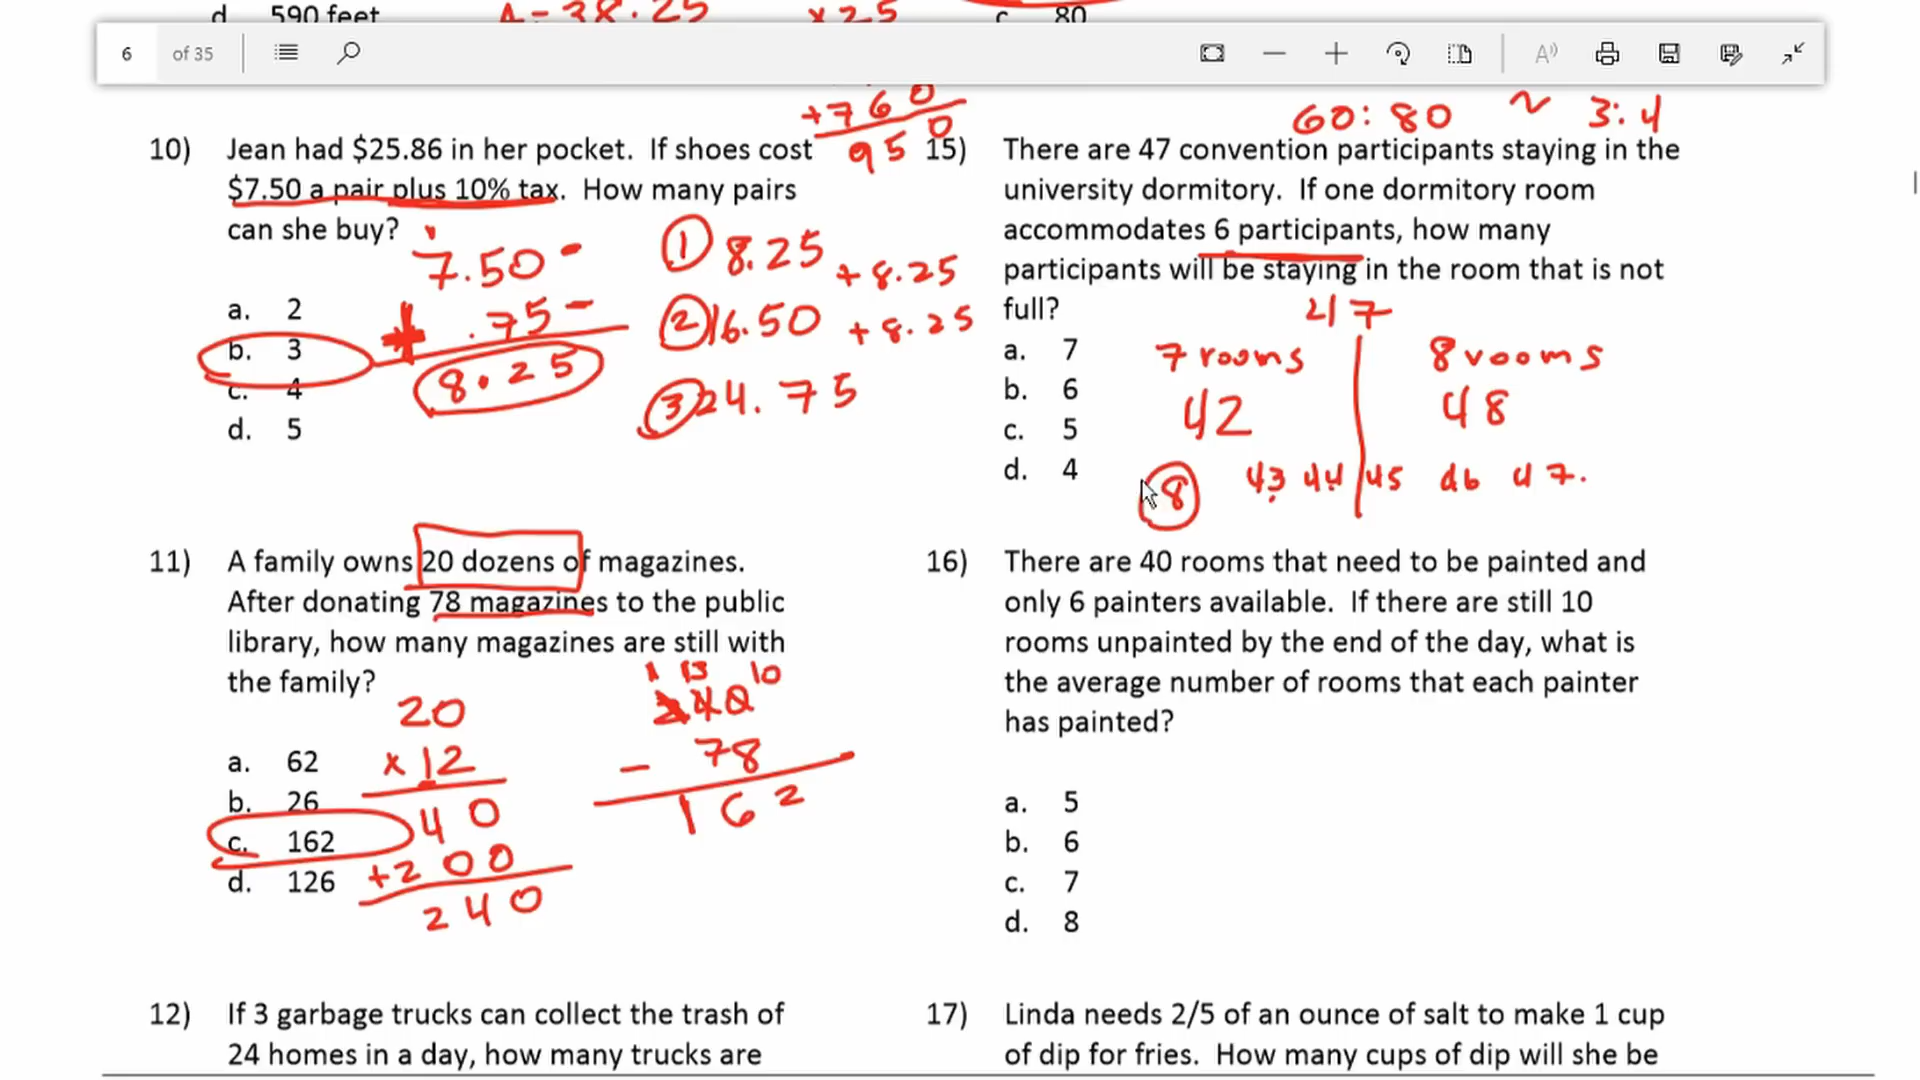 d 590 feet A = 38.25 x 25 c 80
6 of 35
+760
950
60:80 ~ 3:4
10) Jean had $25.86 in her pocket. If shoes cost
$7.50 a pair plus 10% tax. How many pairs
can she buy?
7.50
.75
8.25
1 8.25 + 8.25
2 16.50 + 8.25
3 24.75
a. 2
b. 3
c. 4
d. 5
11) A family owns 20 dozens of magazines.
After donating 78 magazines to the public
library, how many magazines are still with
the family?
20
x 12
40
+200
240
1 13 10
240
- 78
162
a. 62
b. 26
c. 162
d. 126
12) If 3 garbage trucks can collect the trash of
24 homes in a day, how many trucks are
15) There are 47 convention participants staying in the
university dormitory. If one dormitory room
accommodates 6 participants, how many
participants will be staying in the room that is not
full?
7 rooms 8 rooms
42 48
8 43 44 45 46 47.
a. 7
b. 6
c. 5
d. 4
16) There are 40 rooms that need to be painted and
only 6 painters available. If there are still 10
rooms unpainted by the end of the day, what is
the average number of rooms that each painter
has painted?
a. 5
b. 6
c. 7
d. 8
17) Linda needs 2/5 of an ounce of salt to make 1 cup
of dip for fries. How many cups of dip will she be